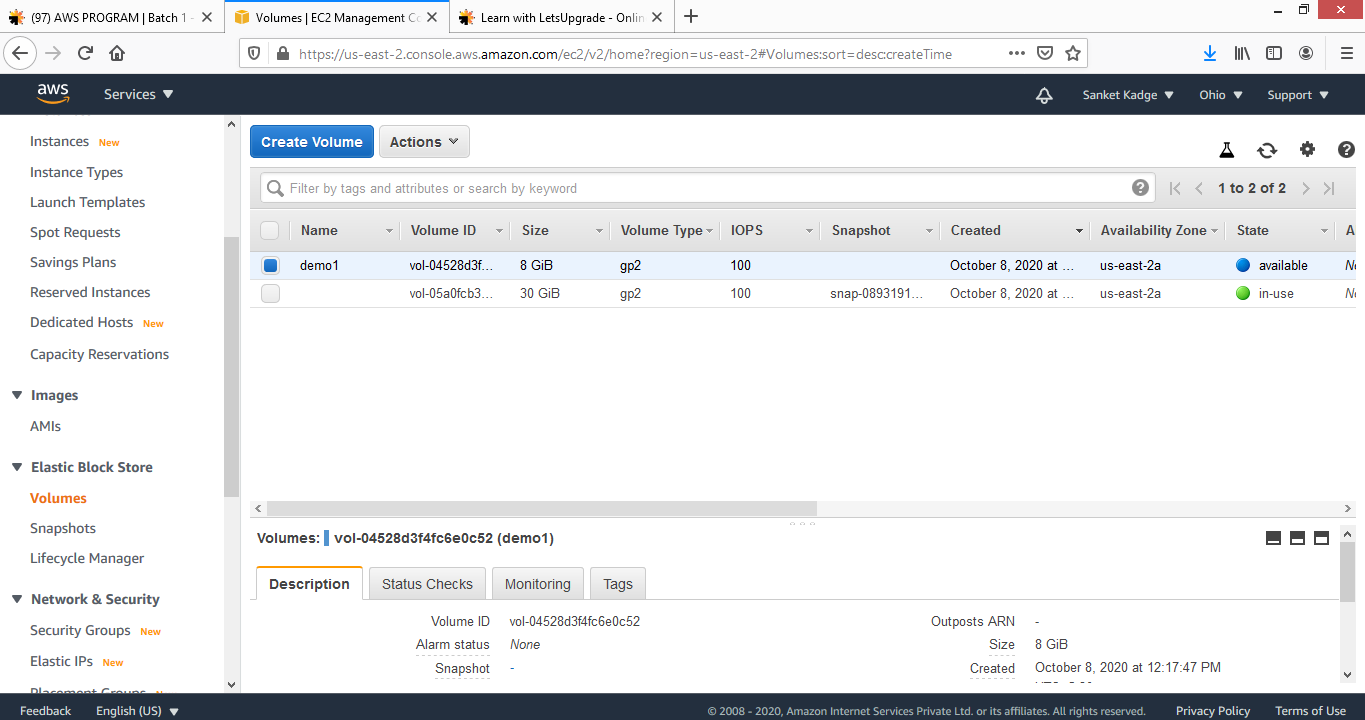 (97) AWS PROGRAM | Batch 1 -
Volumes | EC2 Management Co
Learn with LetsUpgrade - Onlin
https://us-east-2.console.aws.amazon.com/ec2/v2/home?region=us-east-2#Volumes:sort=desc:createTime
aws
Services
Sanket Kadge
Ohio
Support
Instances New
Instance Types
Launch Templates
Spot Requests
Savings Plans
Reserved Instances
Dedicated Hosts New
Capacity Reservations
Images
AMIs
Elastic Block Store
Volumes
Snapshots
Lifecycle Manager
Network & Security
Security Groups New
Elastic IPs New
Placement Groups
Create Volume
Actions
Filter by tags and attributes or search by keyword
1 to 2 of 2
Name Volume ID Size Volume Type IOPS Snapshot Created Availability Zone State A
demo1 vol-04528d3f... 8 GiB gp2 100 October 8, 2020 at ... us-east-2a available
vol-05a0fcb3... 30 GiB gp2 100 snap-0893191... October 8, 2020 at ... us-east-2a in-use
Volumes: vol-04528d3f4fc6e0c52 (demo1)
Description Status Checks Monitoring Tags
Volume ID vol-04528d3f4fc6e0c52 Outposts ARN -
Alarm status None Size 8 GiB
Snapshot - Created October 8, 2020 at 12:17:47 PM
Feedback English (US) © 2008 - 2020, Amazon Internet Services Private Ltd. or its affiliates. All rights reserved. Privacy Policy Terms of Use